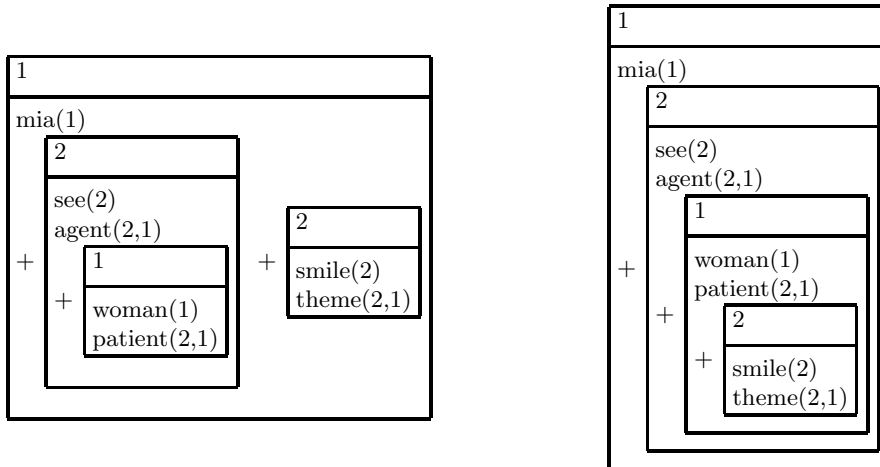 1
mia(1)
+
2
see(2)
agent(2,1)
+
1
woman(1)
patient(2,1)
+
2
smile(2)
theme(2,1)
1
mia(1)
+
2
see(2)
agent(2,1)
+
1
woman(1)
patient(2,1)
+
2
smile(2)
theme(2,1)